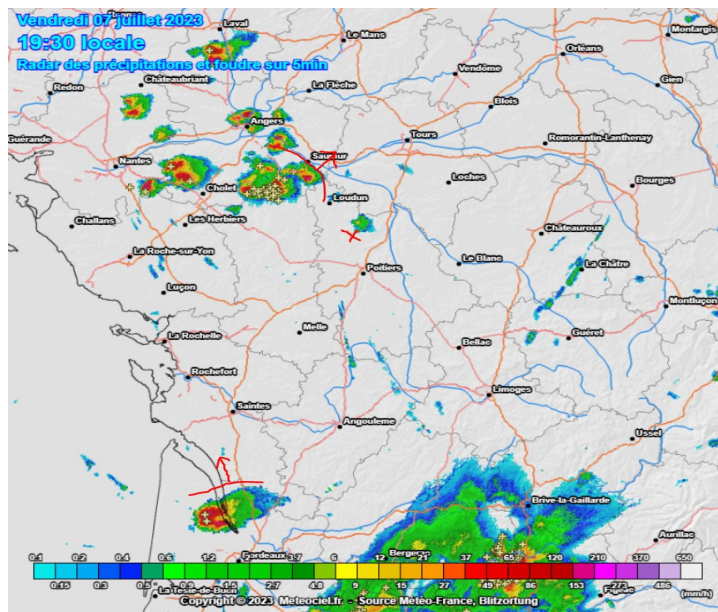 Vendredi 07 juillet 2023
19:30 locale
Radar des précipitations et foudre sur 5min
Laval
Le Mans
Montargis
Orléans
Redon
Châteaubriant
La Flèche
Vendôme
Gien
Blois
Angers
Tours
Romorantin-Lanthenay
Guérande
Nantes
Saumur
Cholet
Loches
Bourges
Loudun
Challans
Les Herbiers
Châteauroux
La Roche-sur-Yon
Le Blanc
La Châtre
Poitiers
Luçon
Montluçon
La Rochelle
Melle
Bellac
Guéret
Rochefort
Limoges
Saintes
Angouleme
Ussel
Brive-la-Gaillarde
Aurillac
Bordeaux
Bergerac
0.1 0.2 0.4 0.6 1.2 2.1 3.7 6 12 21 37 65 100 210 370 650
0.15 0.3 0.5 0.9 1.5 2.7 4.8 9 15 27 48 86 153 273 486 (mm/h)
La Teste-de-Buch
Figeac
Copyright © 2023 Meteociel.fr - Source Météo-France, Blitzortung